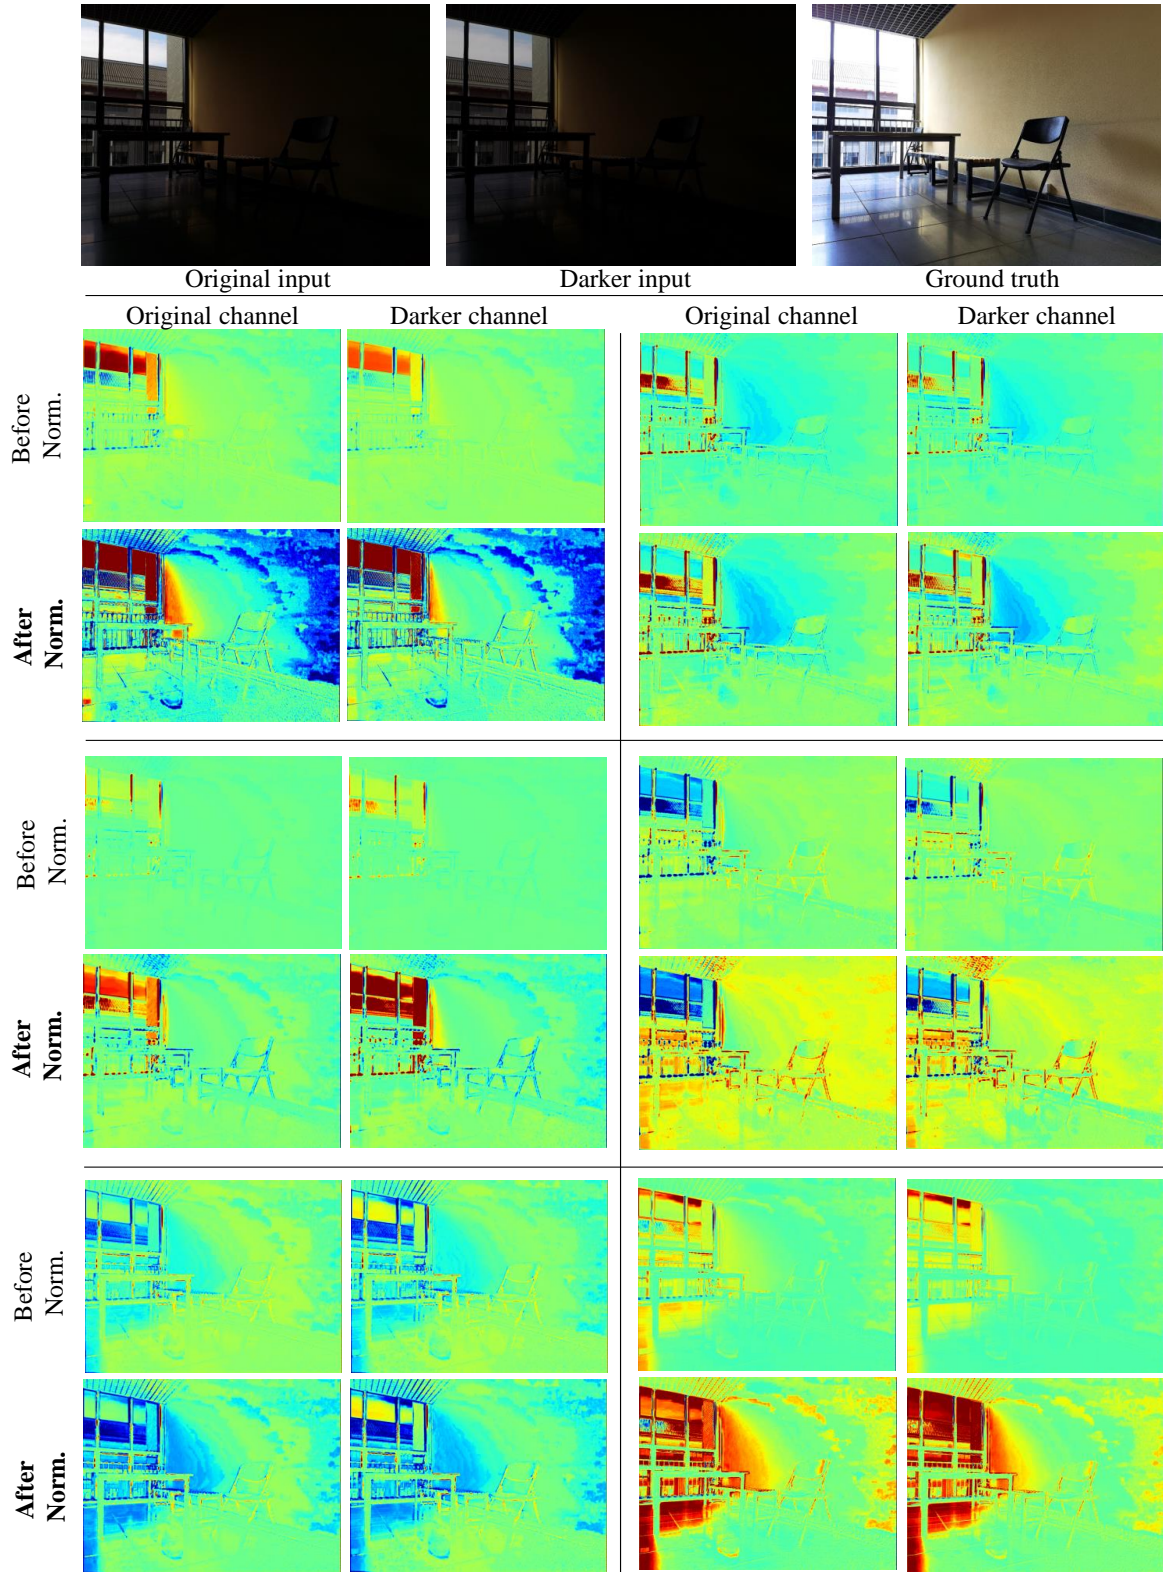 Original input
Darker input
Ground truth
Original channel
Darker channel
Original channel
Darker channel
Before
Norm.
After
Norm.
Before
Norm.
After
Norm.
Before
Norm.
After
Norm.